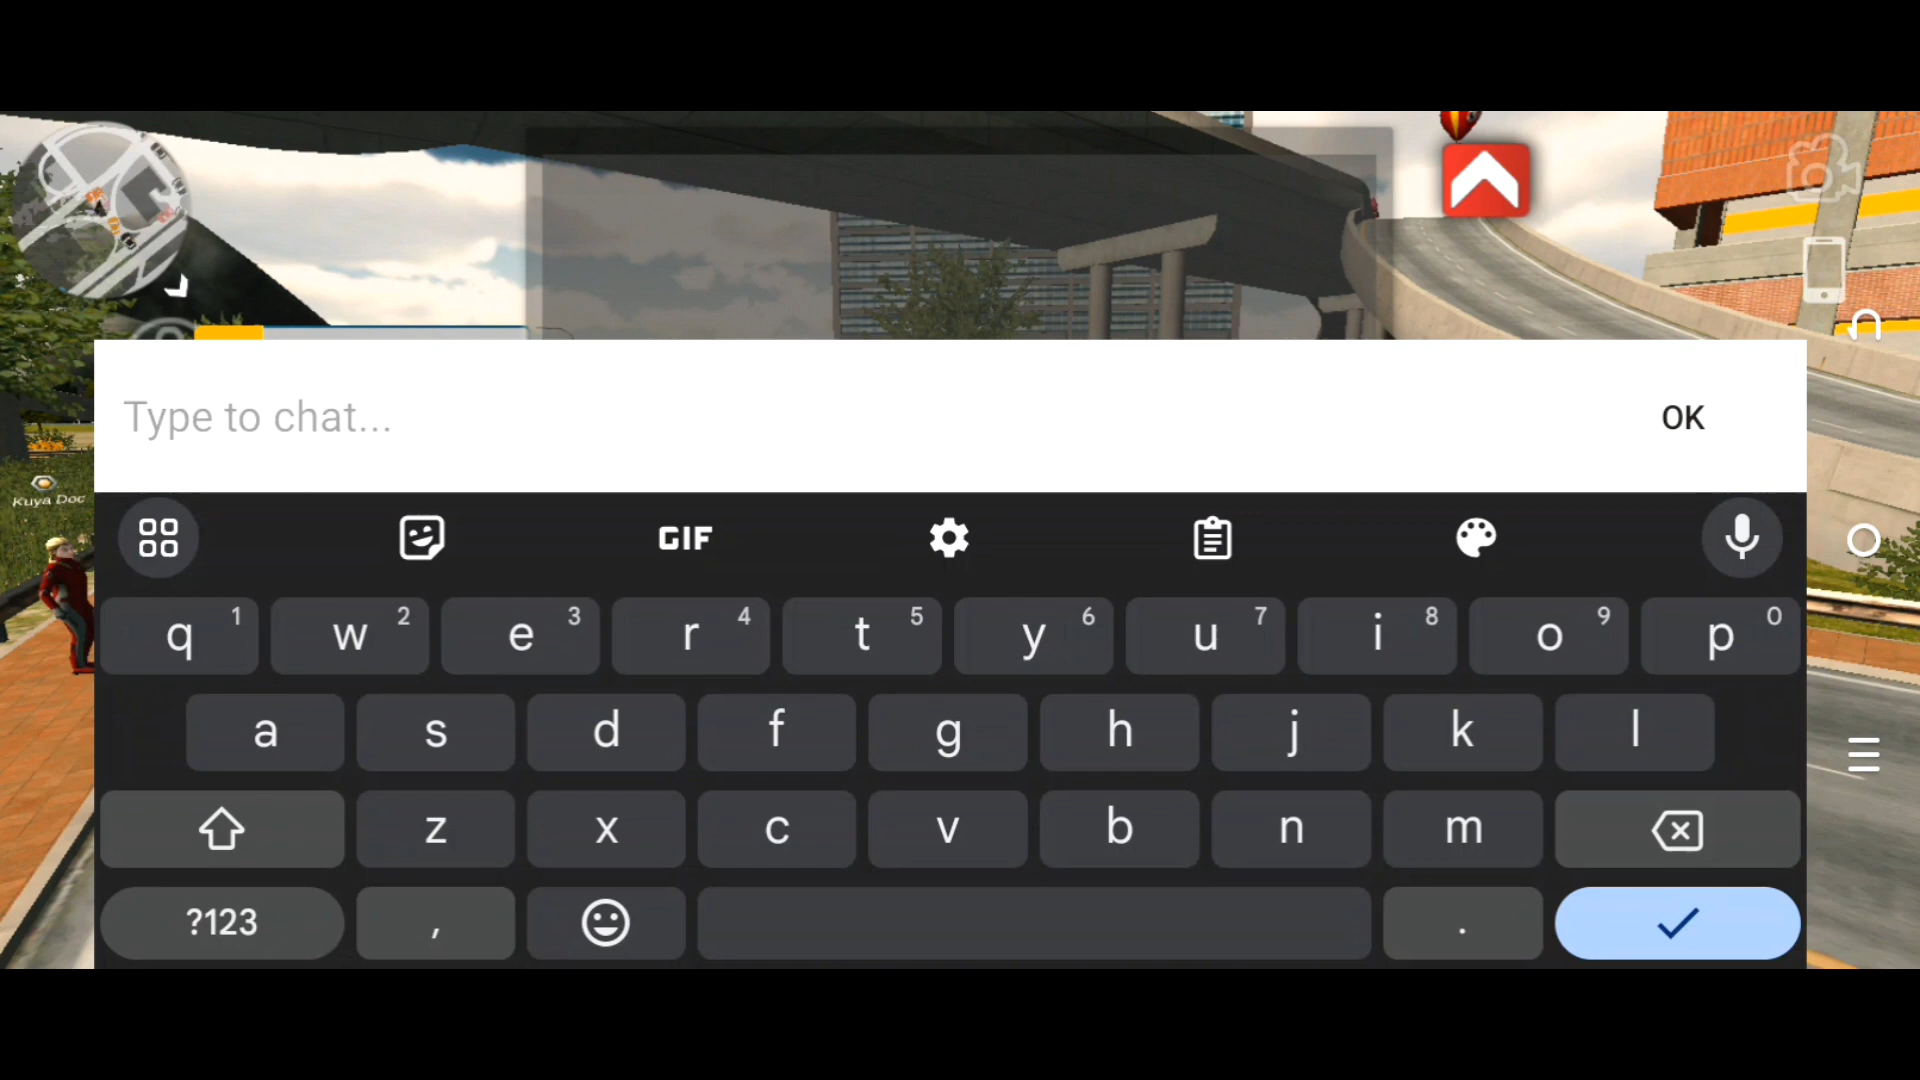 Type to chat...
OK
Kuya Doc
GIF
q 1 w 2 e 3 r 4 t 5 y 6 u 7 i 8 o 9 p 0
a s d f g h j k l
z x c v b n m
?123 , .